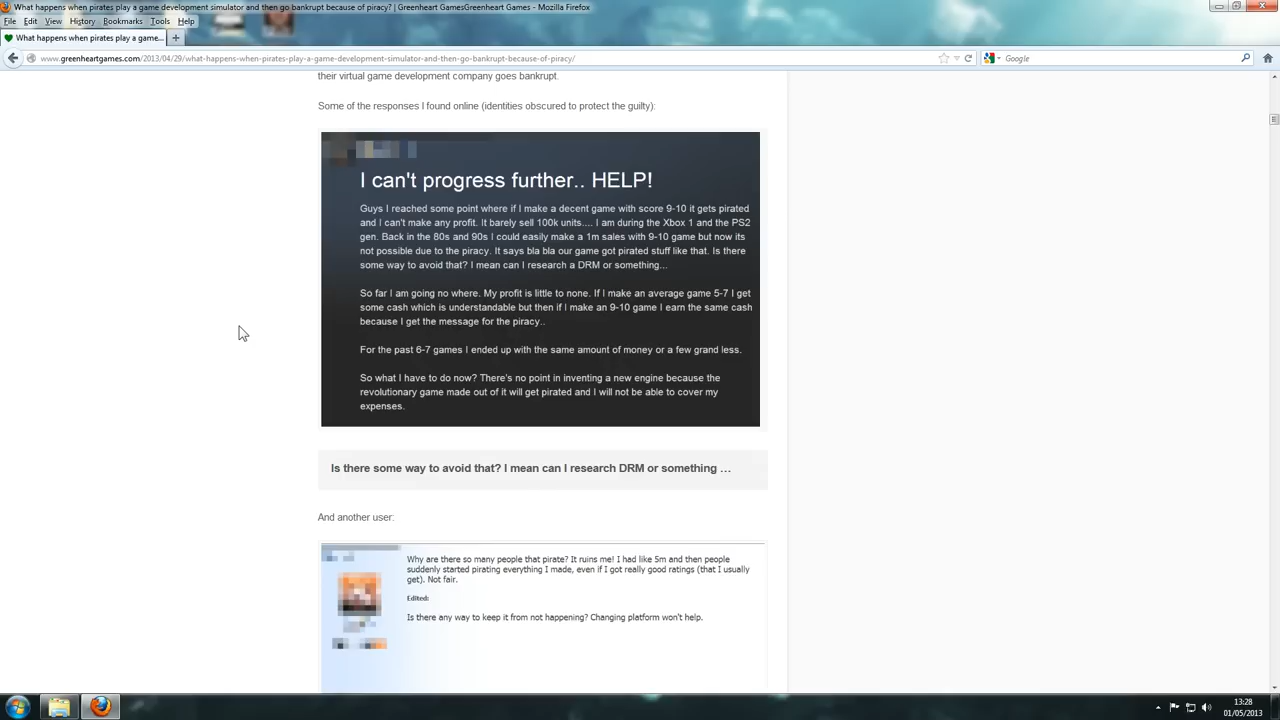 What happens when pirates play a game development simulator and then go bankrupt because of piracy? | Greenheart GamesGreenheart Games - Mozilla Firefox
File Edit View History Bookmarks Tools Help
What happens when pirates play a game...
www.greenheartgames.com/2013/04/29/what-happens-when-pirates-play-a-game-development-simulator-and-then-go-bankrupt-because-of-piracy/
Google
their virtual game development company goes bankrupt.
Some of the responses I found online (identities obscured to protect the guilty):
I can't progress further.. HELP!
Guys I reached some point where if I make a decent game with score 9-10 it gets pirated
and I can't make any profit. It barely sell 100k units.... I am during the Xbox 1 and the PS2
gen. Back in the 80s and 90s I could easily make a 1m sales with 9-10 game but now its
not possible due to the piracy. It says bla bla our game got pirated stuff like that. Is there
some way to avoid that? I mean can I research a DRM or something...
So far I am going no where. My profit is little to none. If I make an average game 5-7 I get
some cash which is understandable but then if I make an 9-10 game I earn the same cash
because I get the message for the piracy..
For the past 6-7 games I ended up with the same amount of money or a few grand less.
So what I have to do now? There's no point in inventing a new engine because the
revolutionary game made out of it will get pirated and I will not be able to cover my
expenses.
Is there some way to avoid that? I mean can I research DRM or something …
And another user:
Why are there so many people that pirate? It ruins me! I had like 5m and then people
suddenly started pirating everything I made, even if I got really good ratings (that I usually
get). Not fair.
Edited:
Is there any way to keep it from not happening? Changing platform won't help.
13:28
01/05/2013